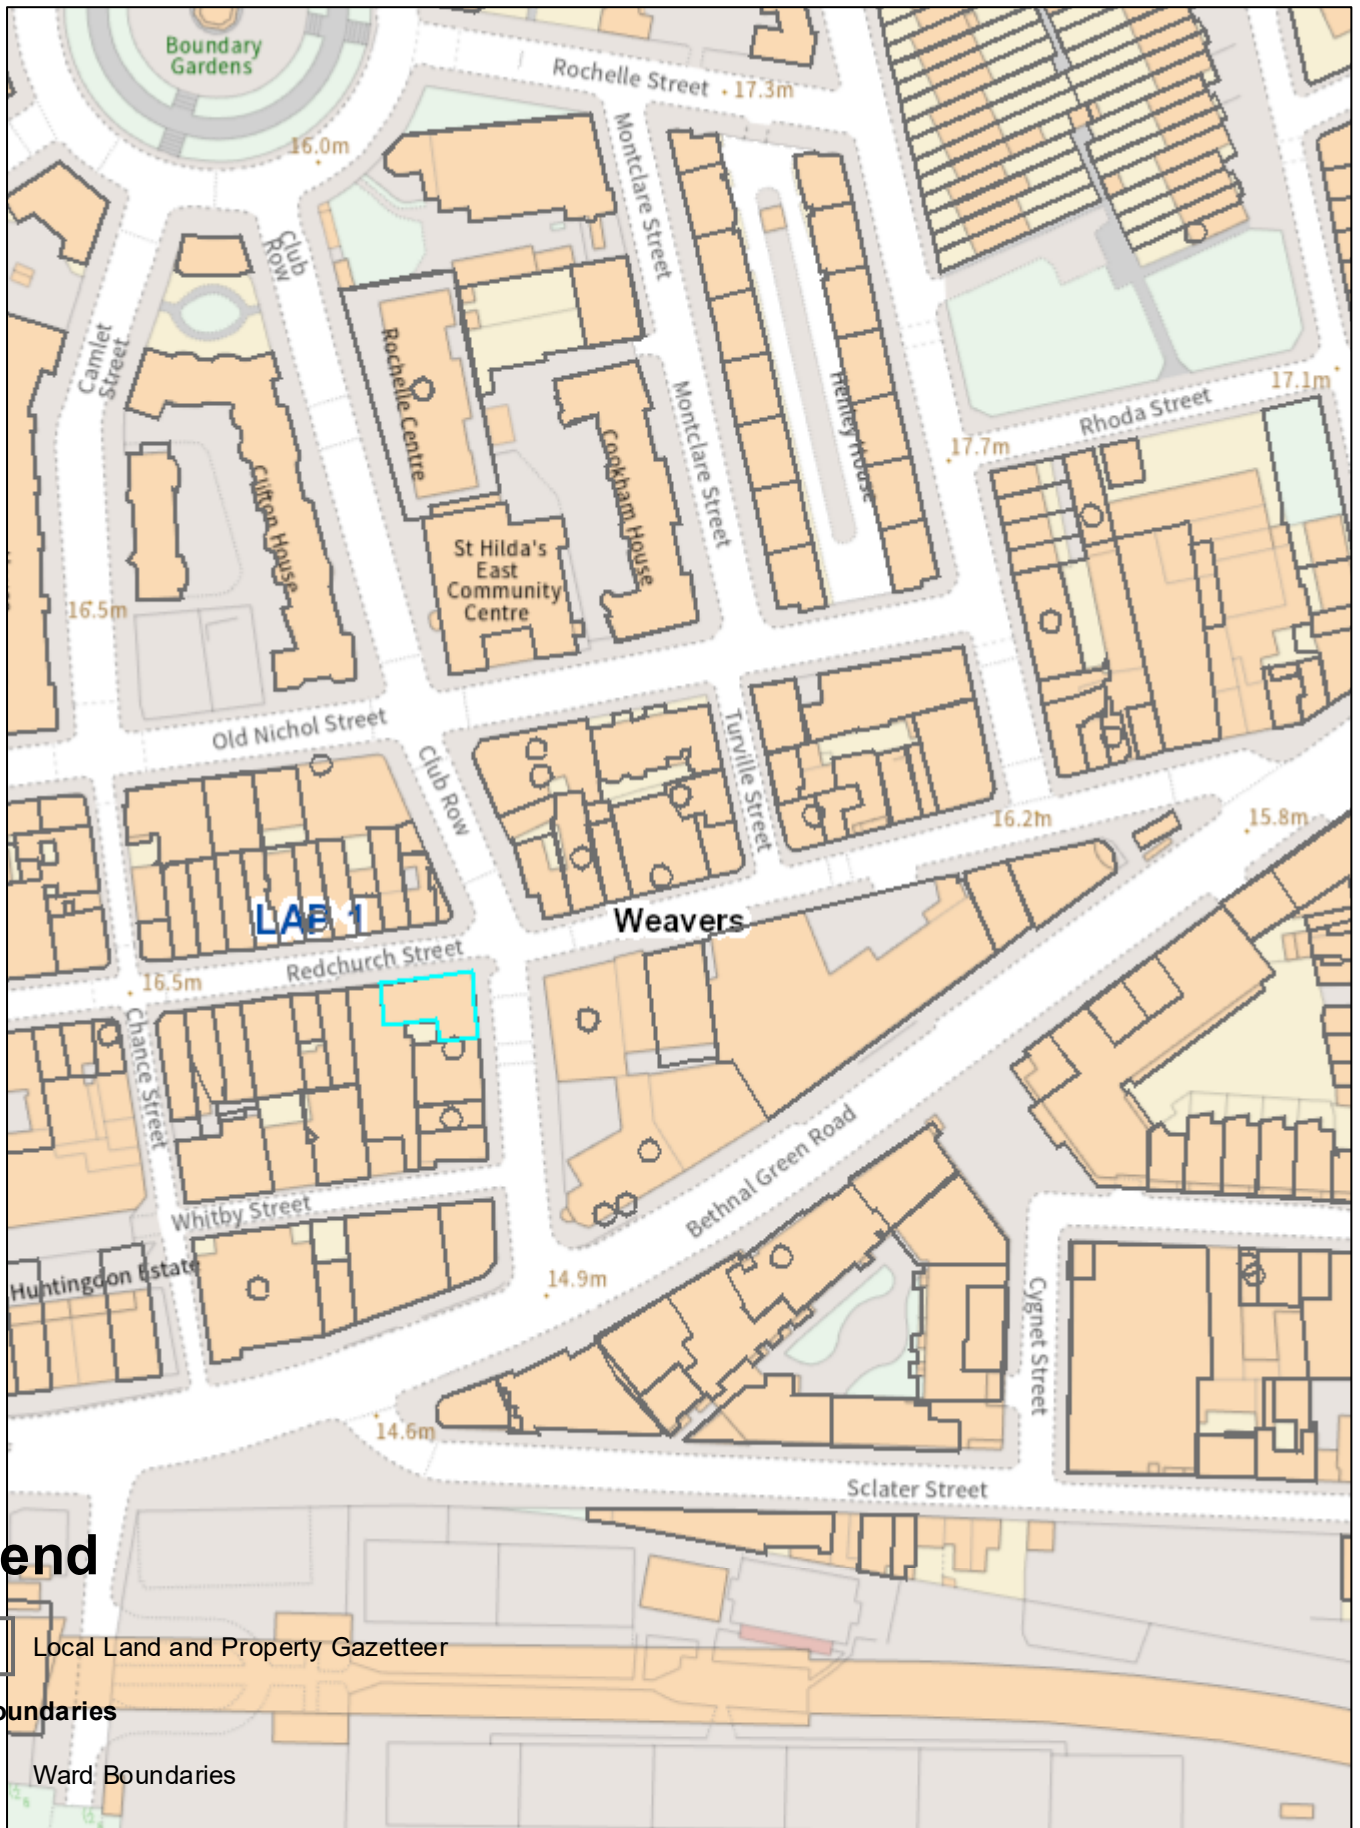 Boundary
Gardens
Rochelle Street
17.3m
16.0m
Montclare Street
Club
Row
Camlet
Street
Rochelle Centre
Henley House
Montclare Street
17.1m
Rhoda Street
17.7m
Clifton House
Cookham House
St Hilda's
East
Community
Centre
16.5m
Old Nichol Street
Club Row
Turville Street
16.2m
15.8m
LAP 1
Weavers
Redchurch Street
16.5m
Chance Street
Bethnal Green Road
Whitby Street
Huntingdon Estate
14.9m
Cygnet Street
14.6m
Sclater Street
end
Local Land and Property Gazetteer
oundaries
Ward Boundaries